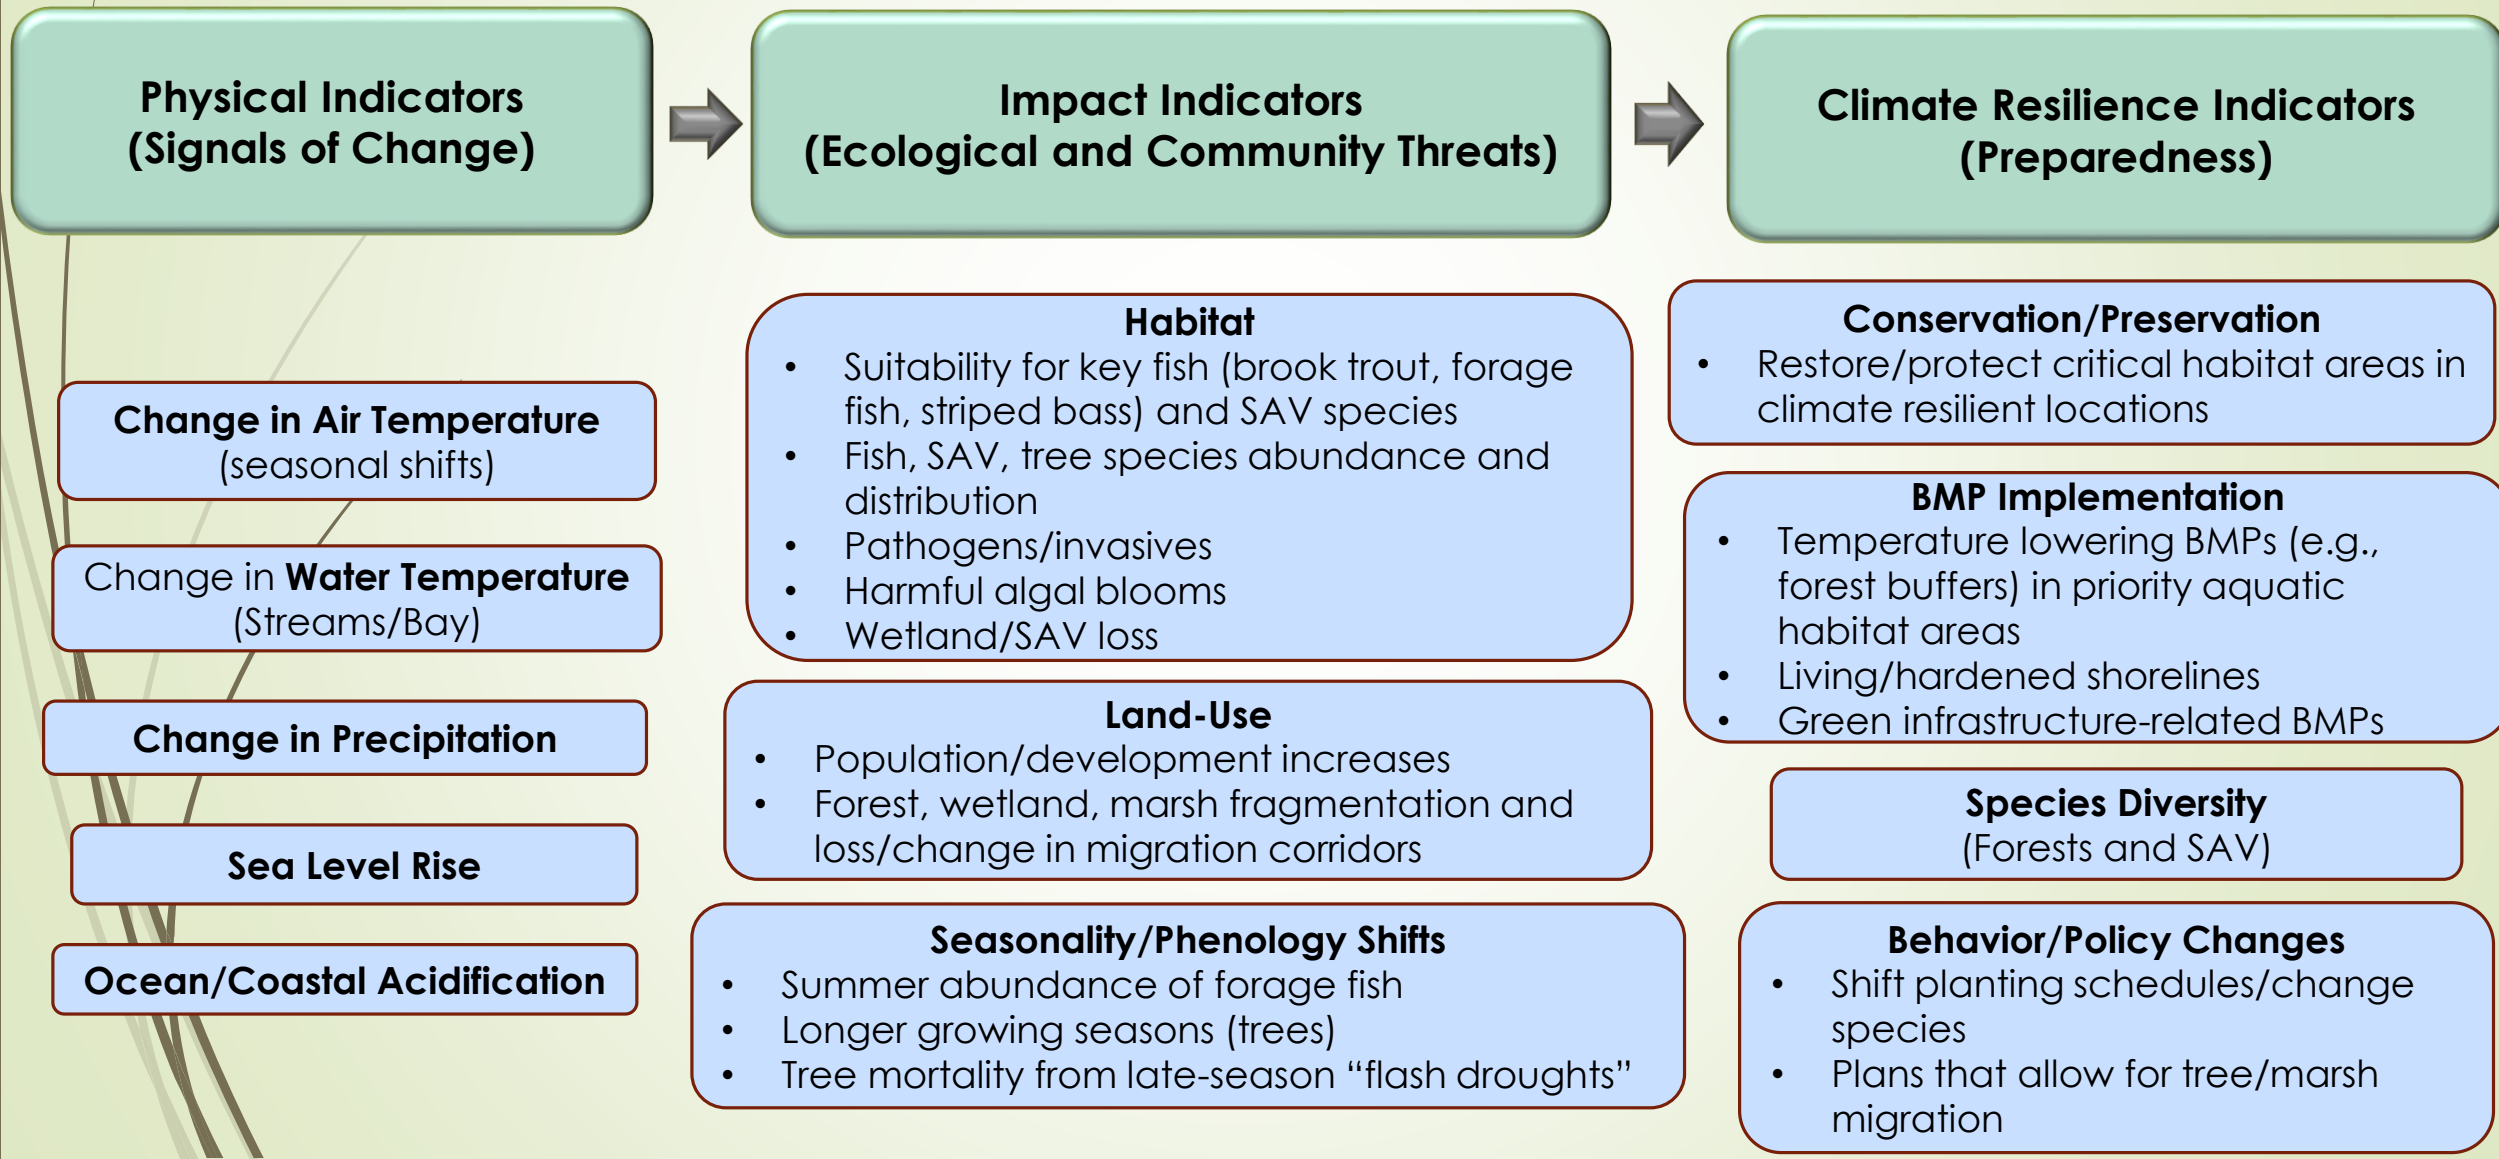 Physical Indicators
(Signals of Change)
Impact Indicators
(Ecological and Community Threats)
Climate Resilience Indicators
(Preparedness)
Change in Air Temperature
(seasonal shifts)
Change in Water Temperature
(Streams/Bay)
Change in Precipitation
Sea Level Rise
Ocean/Coastal Acidification
Habitat
• Suitability for key fish (brook trout, forage
fish, striped bass) and SAV species
• Fish, SAV, tree species abundance and
distribution
• Pathogens/invasives
• Harmful algal blooms
• Wetland/SAV loss
Land-Use
• Population/development increases
• Forest, wetland, marsh fragmentation and
loss/change in migration corridors
Seasonality/Phenology Shifts
• Summer abundance of forage fish
• Longer growing seasons (trees)
• Tree mortality from late-season “flash droughts”
Conservation/Preservation
• Restore/protect critical habitat areas in
climate resilient locations
BMP Implementation
• Temperature lowering BMPs (e.g.,
forest buffers) in priority aquatic
habitat areas
• Living/hardened shorelines
• Green infrastructure-related BMPs
Species Diversity
(Forests and SAV)
Behavior/Policy Changes
• Shift planting schedules/change
species
• Plans that allow for tree/marsh
migration